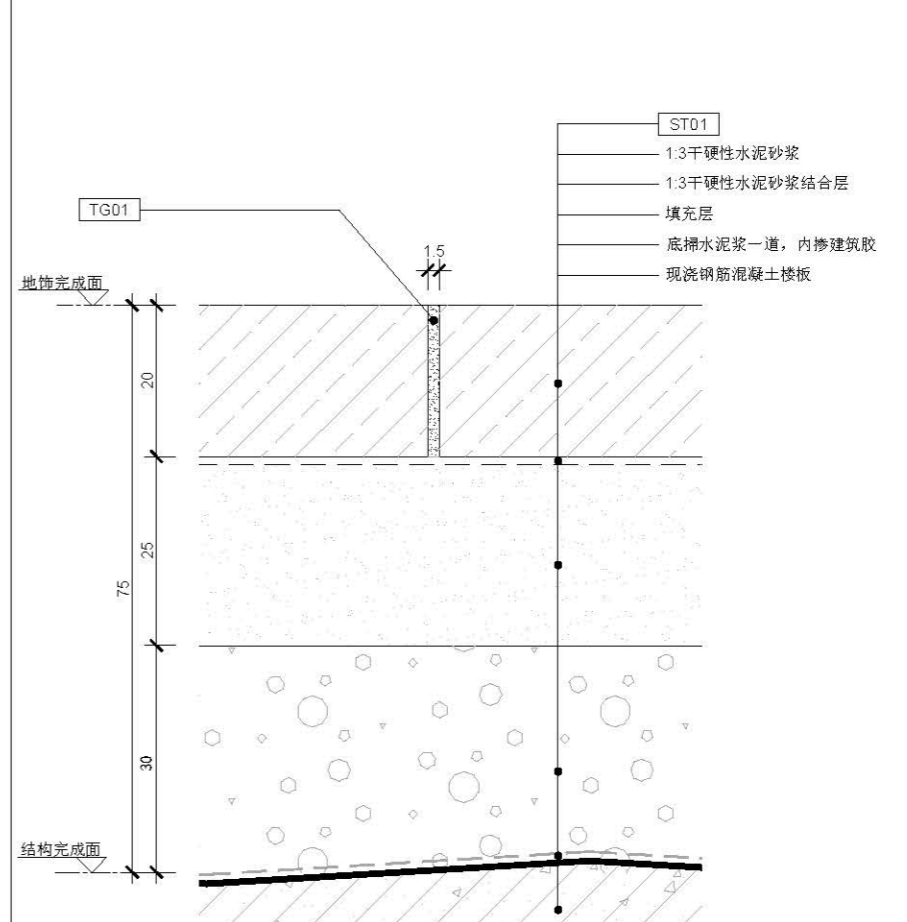 ST01
1:3干硬性水泥砂浆
1:3干硬性水泥砂浆结合层
填充层
底掃水泥浆一道，内掺建筑胶
现浇钢筋混凝土楼板
TG01
1.5
地饰完成面
20
25
75
30
结构完成面